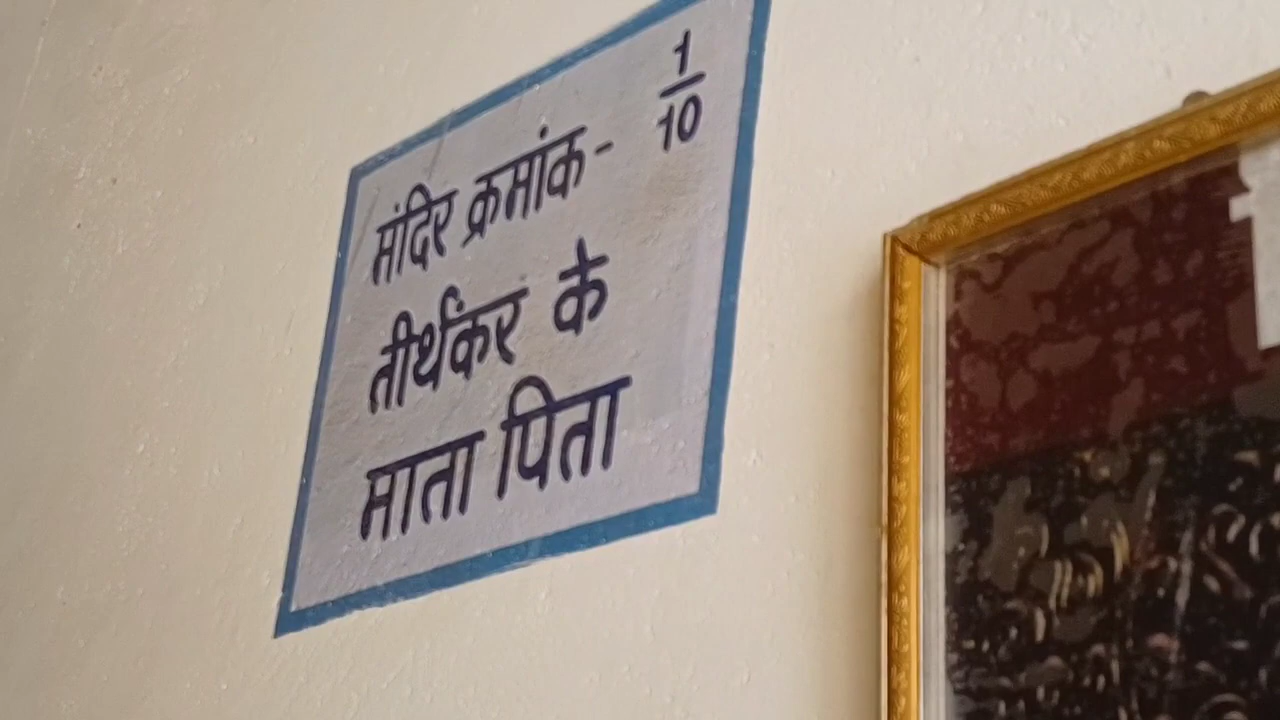 मंदिर क्रमांक- 1/10
तीर्थंकर के
माता पिता